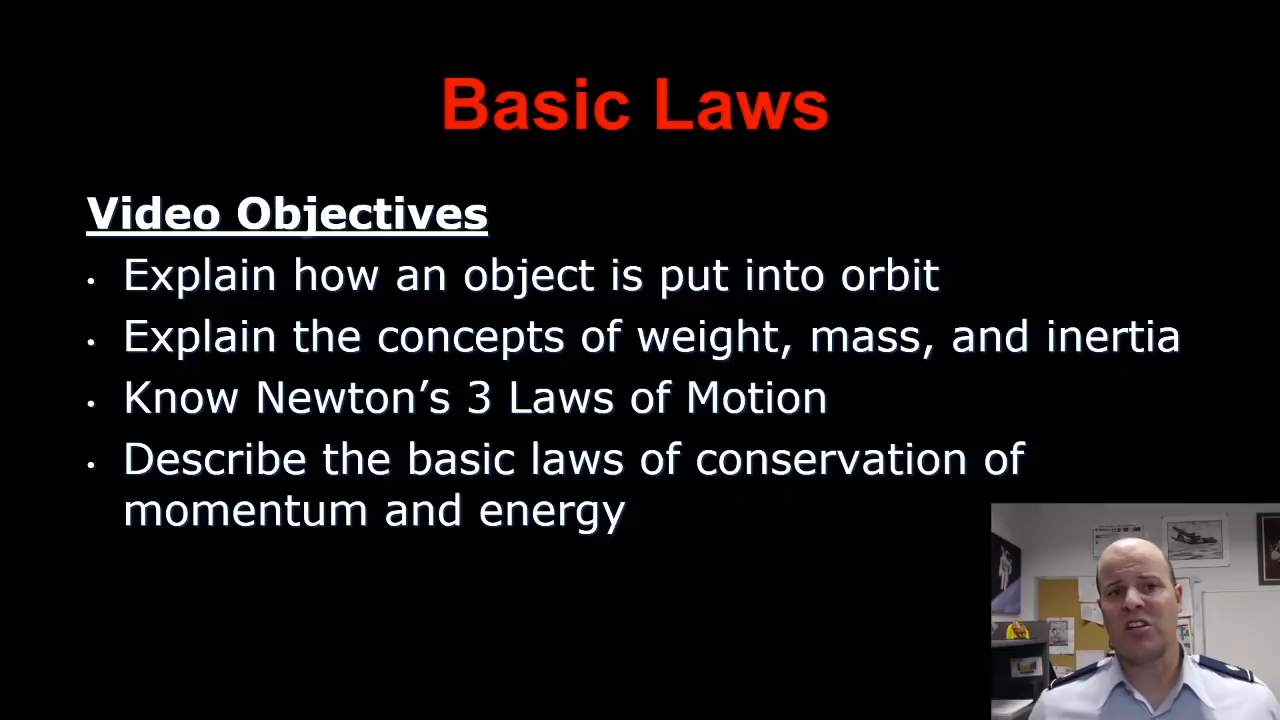 Basic Laws
Video Objectives
• Explain how an object is put into orbit
• Explain the concepts of weight, mass, and inertia
• Know Newton’s 3 Laws of Motion
• Describe the basic laws of conservation of
momentum and energy